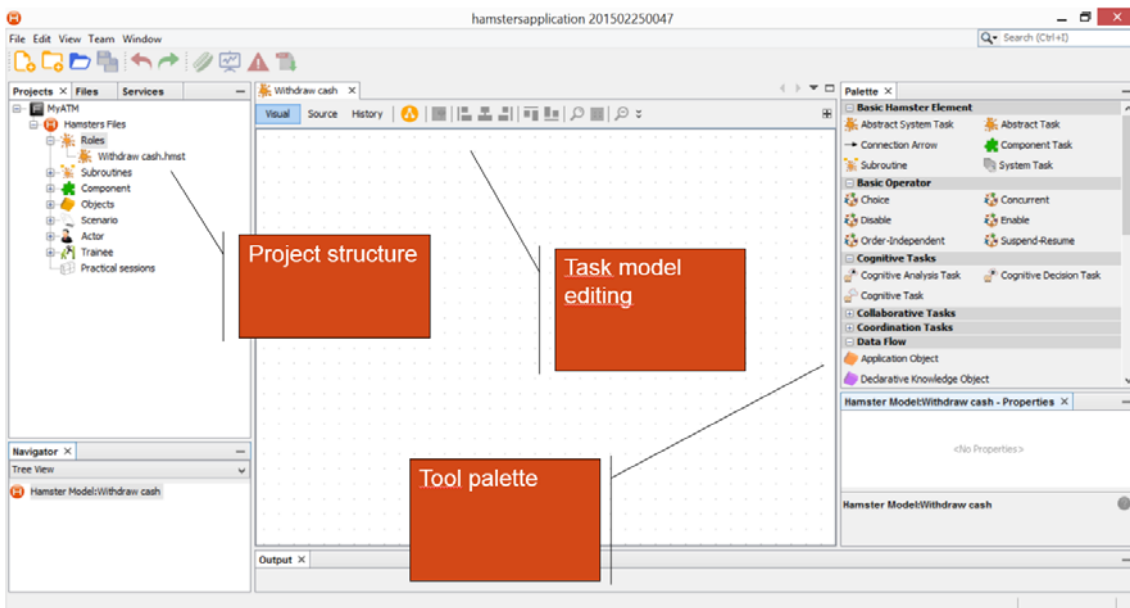 hamstersapplication 201502250047
File Edit View Team Window
Search (Ctrl+I)
Projects Files Services
MyATM
Hamsters Files
Roles
Withdraw cash.hmst
Subroutines
Component
Objects
Scenario
Actor
Trainee
Practical sessions
Navigator
Tree View
Hamster Model:Withdraw cash
Withdraw cash
Visual Source History
Project structure
Task model
editing
Tool palette
Output
Palette
Basic Hamster Element
Abstract System Task Abstract Task
Connection Arrow Component Task
Subroutine System Task
Basic Operator
Choice Concurrent
Disable Enable
Order-Independent Suspend-Resume
Cognitive Tasks
Cognitive Analysis Task Cognitive Decision Task
Cognitive Task
Collaborative Tasks
Coordination Tasks
Data Flow
Application Object
Declarative Knowledge Object
Hamster Model:Withdraw cash - Properties
<No Properties>
Hamster Model:Withdraw cash